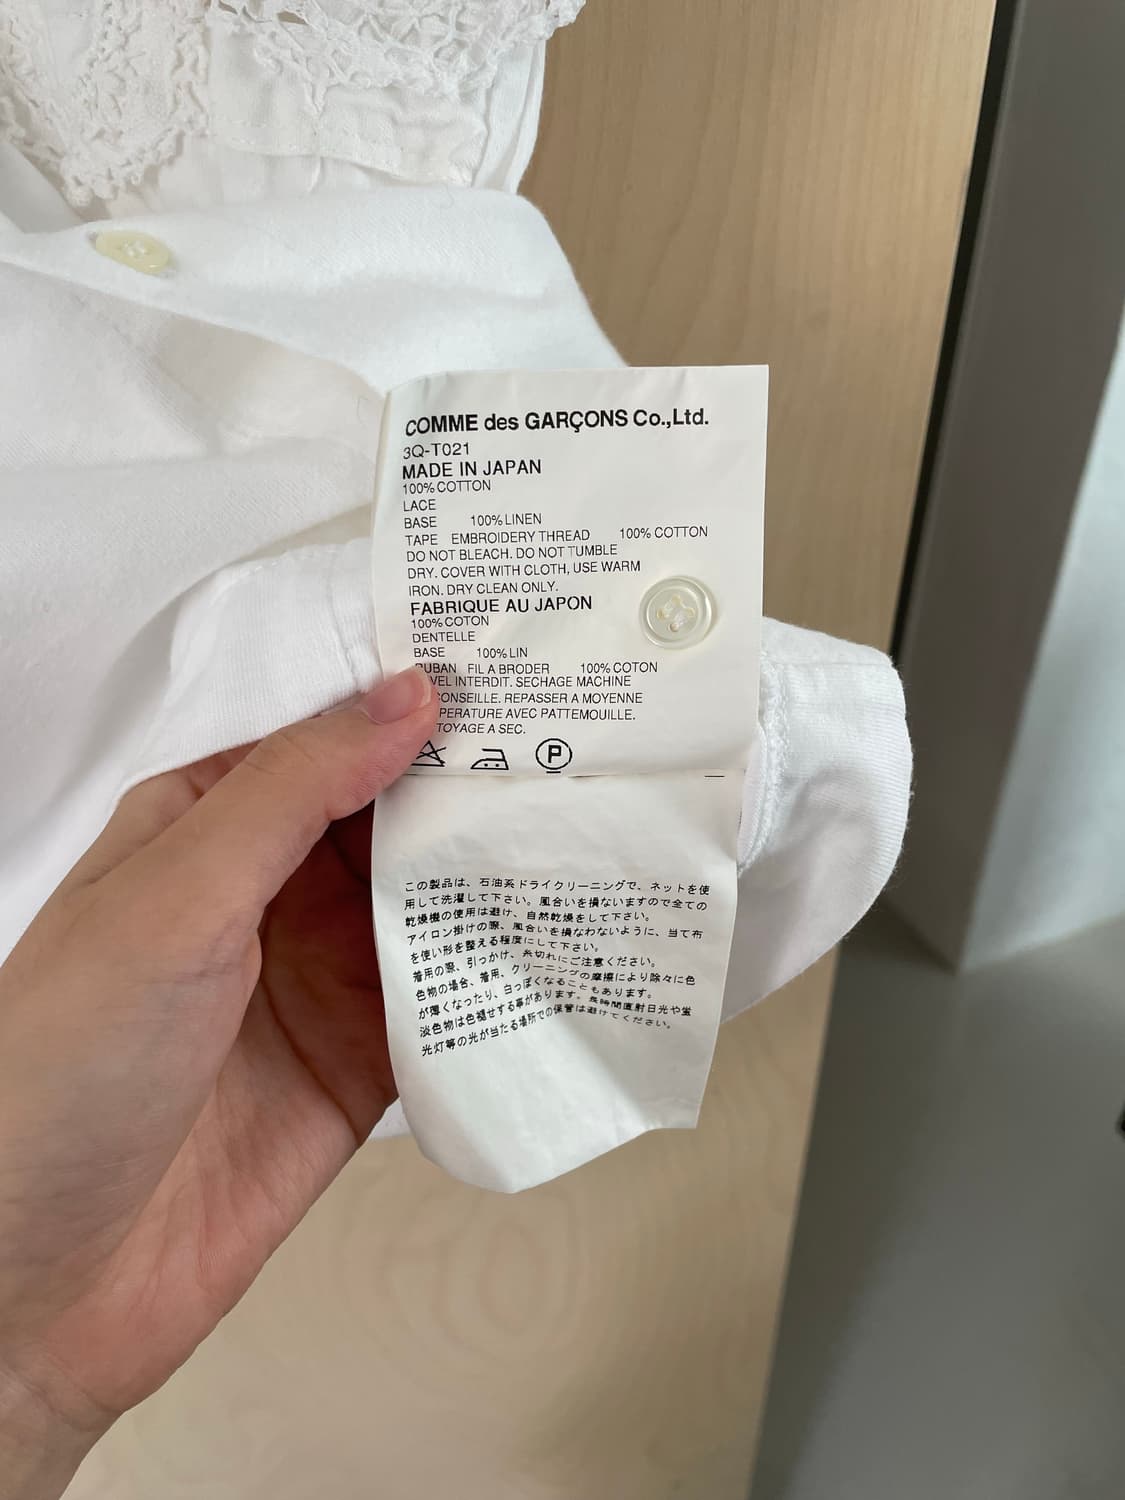 COMME des GARÇONS Co.,Ltd.
3Q-T021
MADE IN JAPAN
100% COTTON
LACE
BASE 100% LINEN
TAPE EMBROIDERY THREAD 100% COTTON
DO NOT BLEACH. DO NOT TUMBLE
DRY. COVER WITH CLOTH, USE WARM
IRON. DRY CLEAN ONLY.
FABRIQUE AU JAPON
100% COTON
DENTELLE
BASE 100% LIN
RUBAN FIL A BRODER 100% COTON
VEL INTERDIT. SECHAGE MACHINE
CONSEILLE. REPASSER A MOYENNE
PERATURE AVEC PATTEMOUILLE.
TOYAGE A SEC.
P
この製品は、石油系ドライクリーニングで、ネットを使
用して洗濯して下さい。風合いを損ないますので全ての
乾燥機の使用は避け、自然乾燥をして下さい。
アイロン掛けの際、風合いを損なわないように、当て布
を使い形を整える程度にして下さい。
着用の際、引っかけ、糸切れにご注意ください。
色物の場合、着用、クリーニングの摩擦により除々に色
が薄くなったり、白っぽくなることもあります。
淡色物は色褪せする事があります。長時間直射日光や蛍
光灯等の光が当たる場所での保管は避けてください。